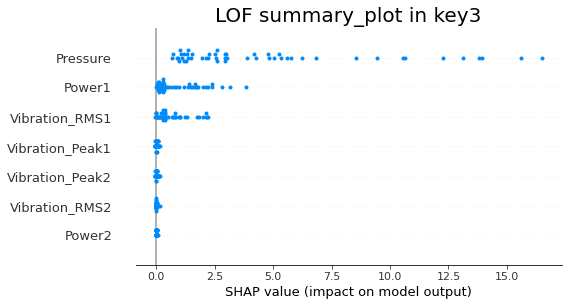 LOF summary_plot in key3
Pressure
Power1
Vibration_RMS1
Vibration_Peak1
Vibration_Peak2
Vibration_RMS2
Power2
0.0 2.5 5.0 7.5 10.0 12.5 15.0
SHAP value (impact on model output)